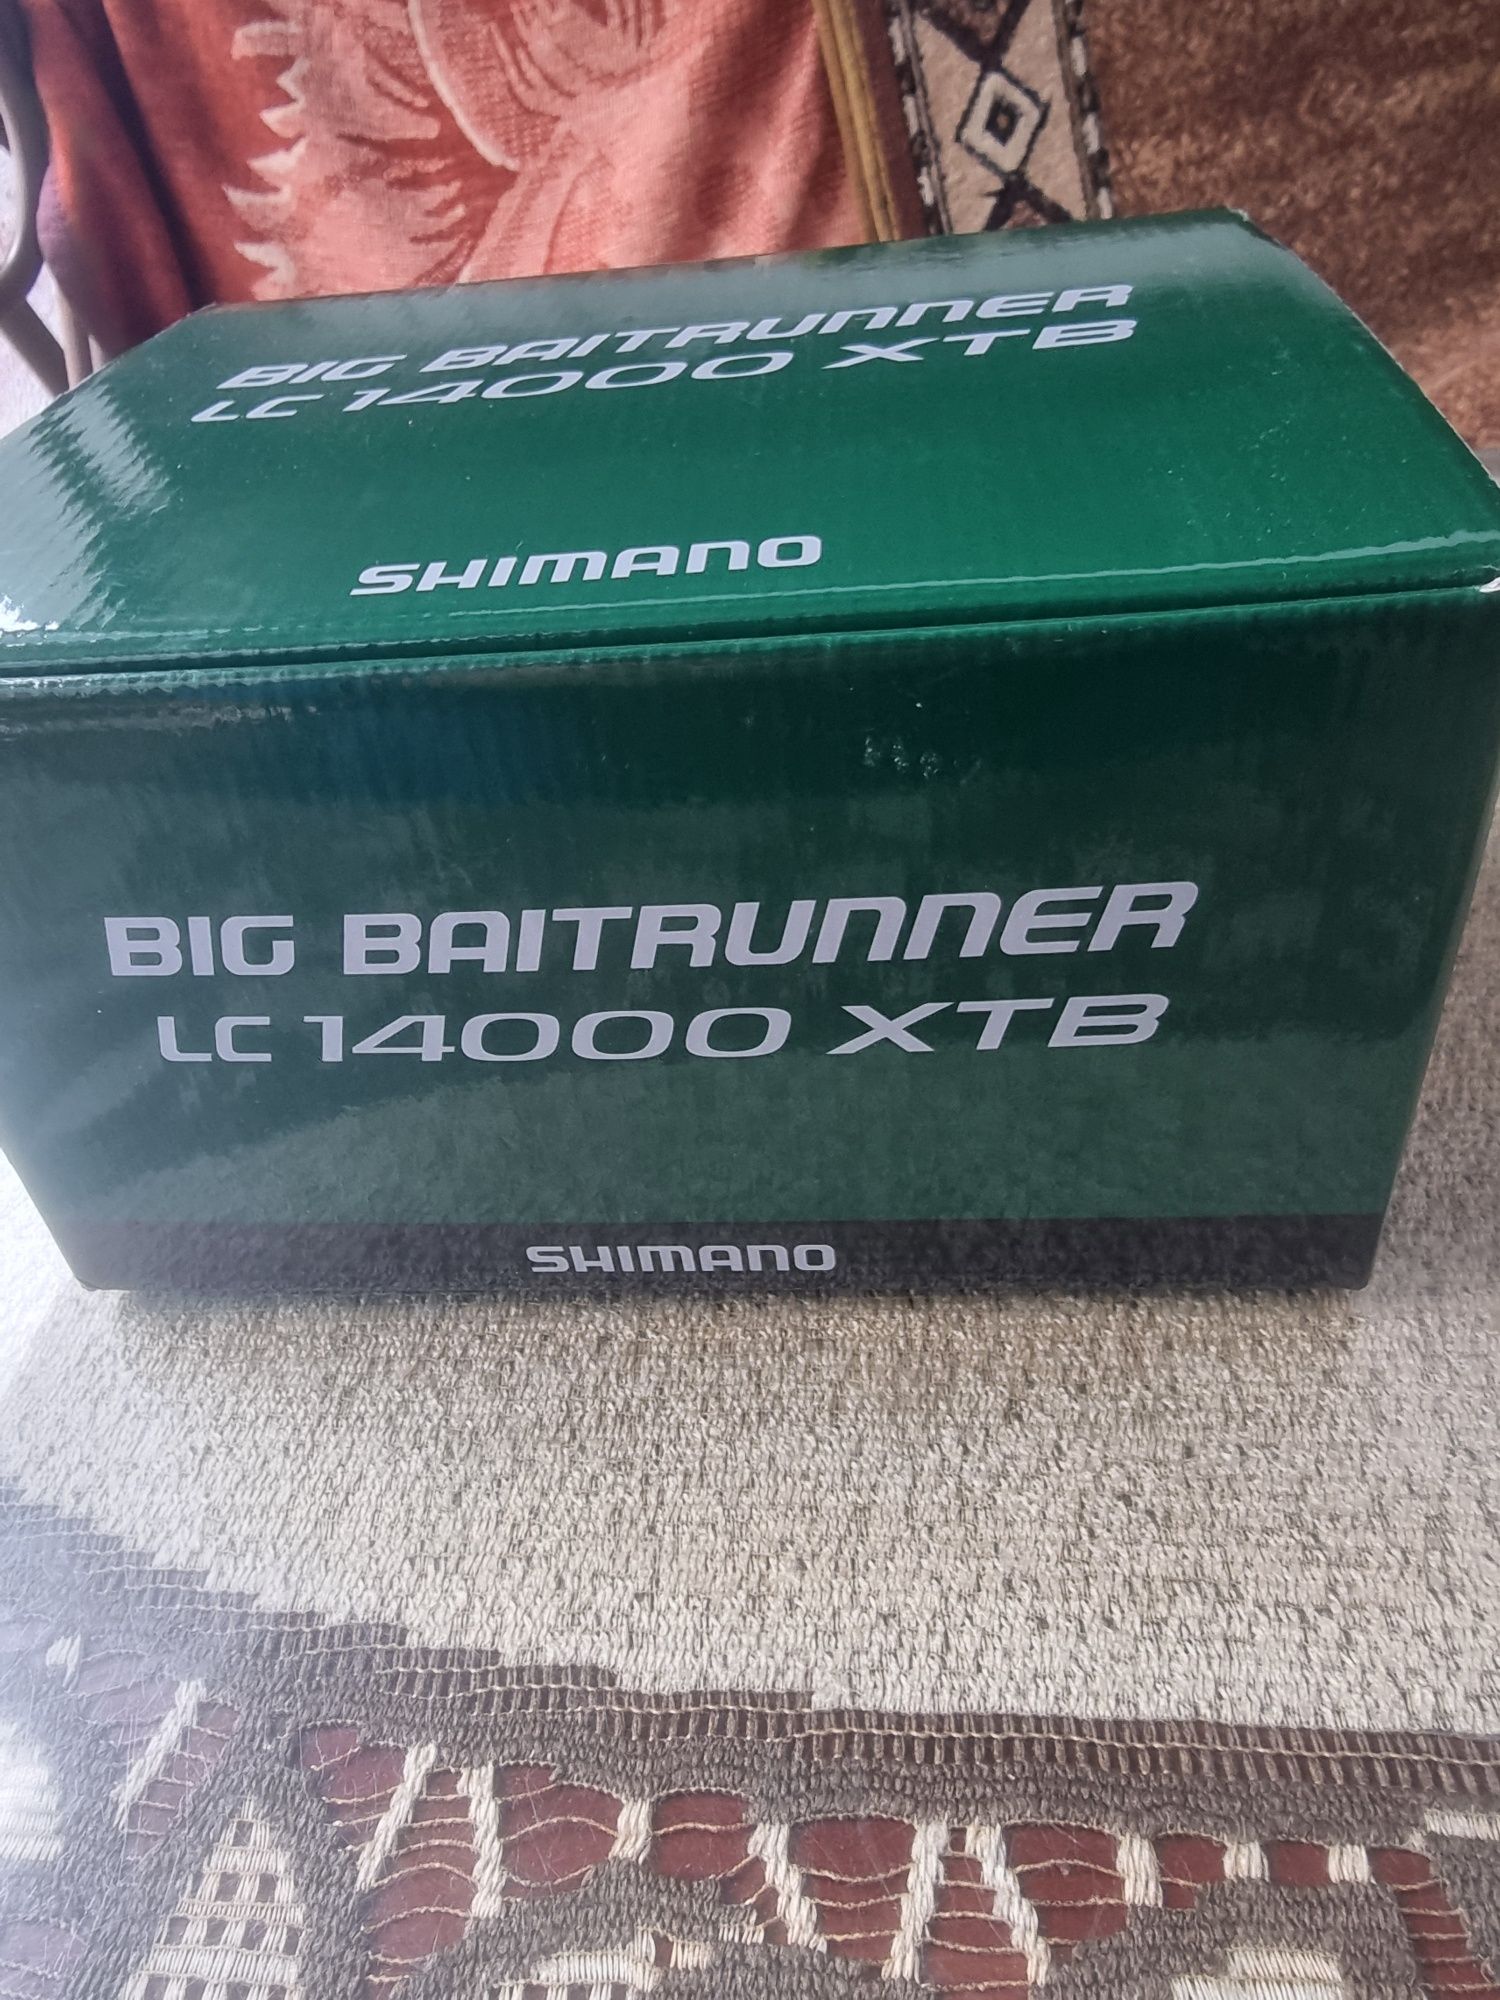 BIG BAITRUNNER
LC 14000 XTB
SHIMANO
BIG BAITRUNNER
LC 14000 XTB
SHIMANO